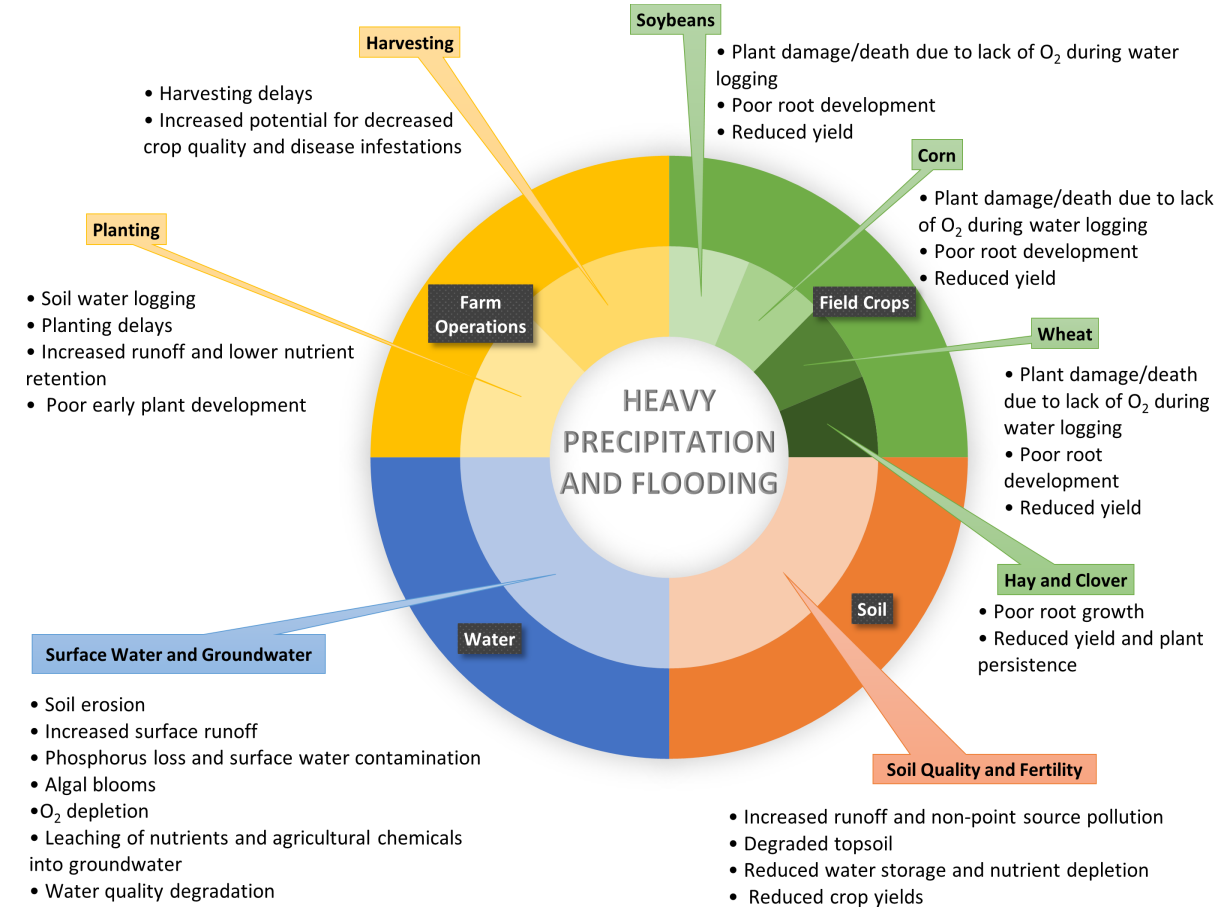 Soybeans
• Plant damage/death due to lack of O₂ during water
logging
• Poor root development
• Reduced yield
Harvesting
• Harvesting delays
• Increased potential for decreased
crop quality and disease infestations
Corn
• Plant damage/death due to lack
of O₂ during water logging
• Poor root development
• Reduced yield
Planting
• Soil water logging
• Planting delays
• Increased runoff and lower nutrient
retention
• Poor early plant development
Farm
Operations
Field Crops
Wheat
• Plant damage/death
due to lack of O₂ during
water logging
• Poor root
development
• Reduced yield
HEAVY
PRECIPITATION
AND FLOODING
Hay and Clover
• Poor root growth
• Reduced yield and plant
persistence
Soil
Water
Surface Water and Groundwater
• Soil erosion
• Increased surface runoff
• Phosphorus loss and surface water contamination
• Algal blooms
•O₂ depletion
• Leaching of nutrients and agricultural chemicals
into groundwater
• Water quality degradation
Soil Quality and Fertility
• Increased runoff and non-point source pollution
• Degraded topsoil
• Reduced water storage and nutrient depletion
• Reduced crop yields